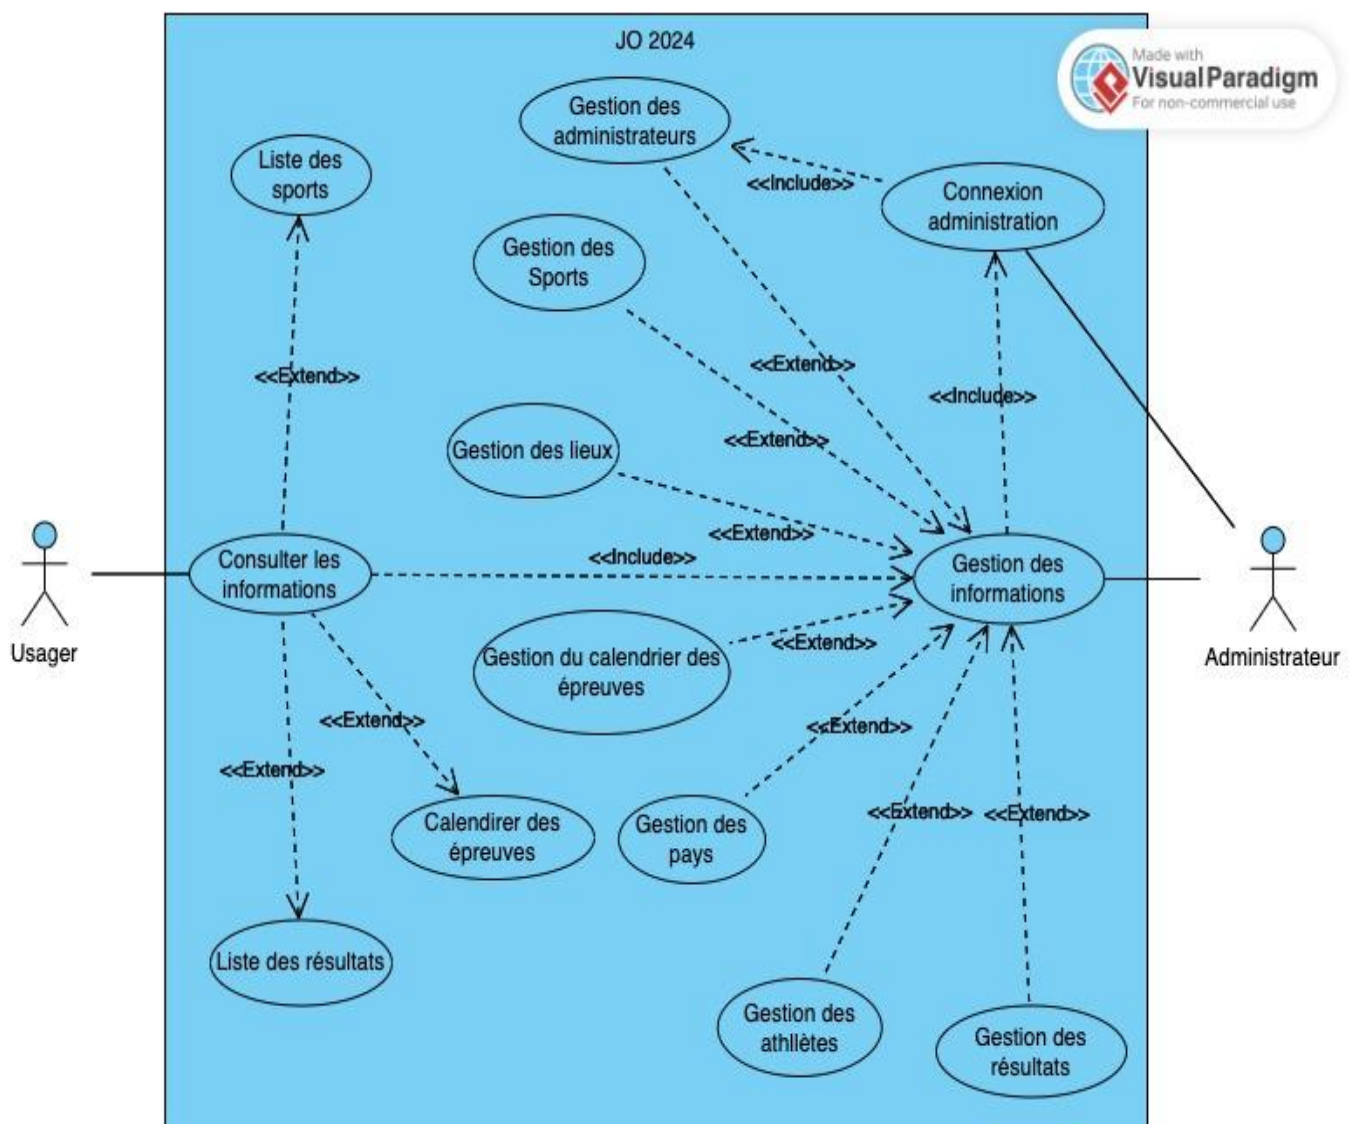 JO 2024
Made with
VisualParadigm
For non-commercial use
Gestion des
administrateurs
Liste des
sports
<<Include>>
Connexion
administration
Gestion des
Sports
<<Extend>>
<<Extend>>
<<Include>>
<<Extend>>
Gestion des lieux
<<Extend>>
<<Include>>
Consulter les
informations
Gestion des
informations
Usager
Administrateur
<<Extend>>
Gestion du calendrier des
épreuves
<<Extend>>
<<Extend>>
<<Extend>>
<<Extend>>
<<Extend>>
Calendirer des
épreuves
Gestion des
pays
Liste des résultats
Gestion des
athllètes
Gestion des
résultats